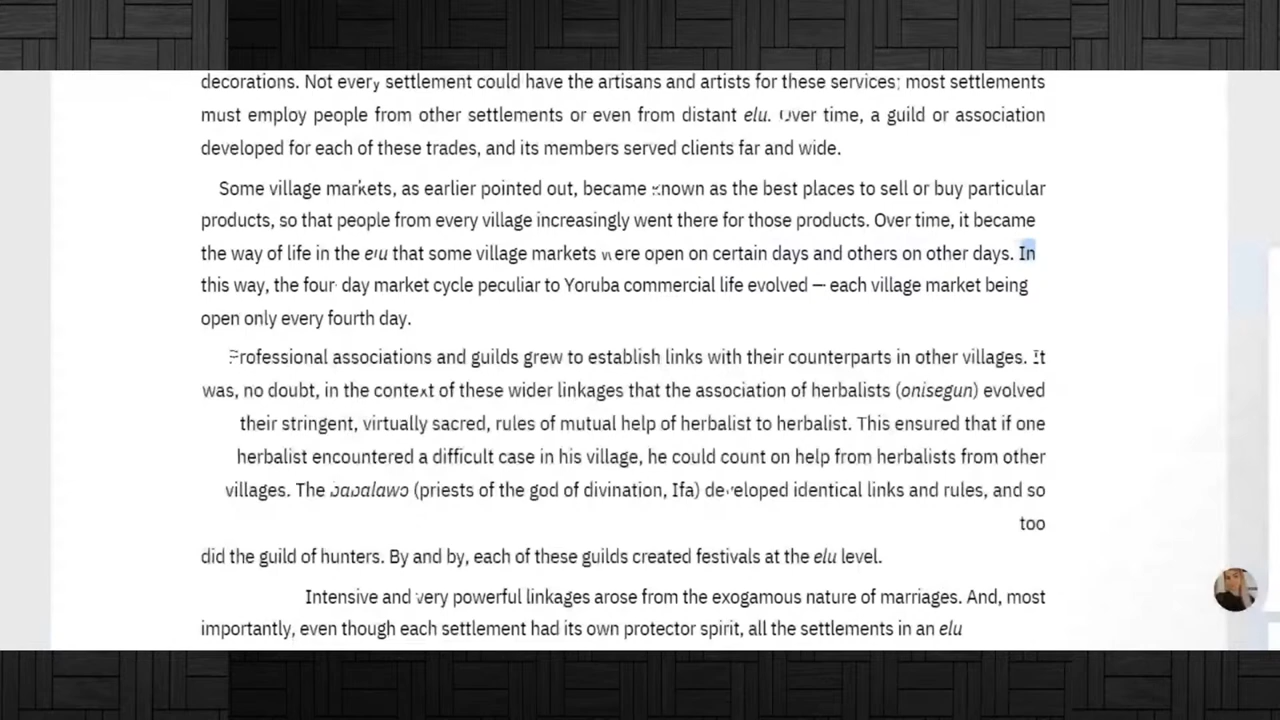 decorations. Not every settlement could have the artisans and artists for these services; most settlements
must employ people from other settlements or even from distant elu. Over time, a guild or association
developed for each of these trades, and its members served clients far and wide.
Some village markets, as earlier pointed out, became known as the best places to sell or buy particular
products, so that people from every village increasingly went there for those products. Over time, it became
the way of life in the elu that some village markets were open on certain days and others on other days. In
this way, the four day market cycle peculiar to Yoruba commercial life evolved — each village market being
open only every fourth day.
Professional associations and guilds grew to establish links with their counterparts in other villages. It
was, no doubt, in the context of these wider linkages that the association of herbalists (onisegun) evolved
their stringent, virtually sacred, rules of mutual help of herbalist to herbalist. This ensured that if one
herbalist encountered a difficult case in his village, he could count on help from herbalists from other
villages. The babalawo (priests of the god of divination, Ifa) developed identical links and rules, and so
too
did the guild of hunters. By and by, each of these guilds created festivals at the elu level.
Intensive and very powerful linkages arose from the exogamous nature of marriages. And, most
importantly, even though each settlement had its own protector spirit, all the settlements in an elu